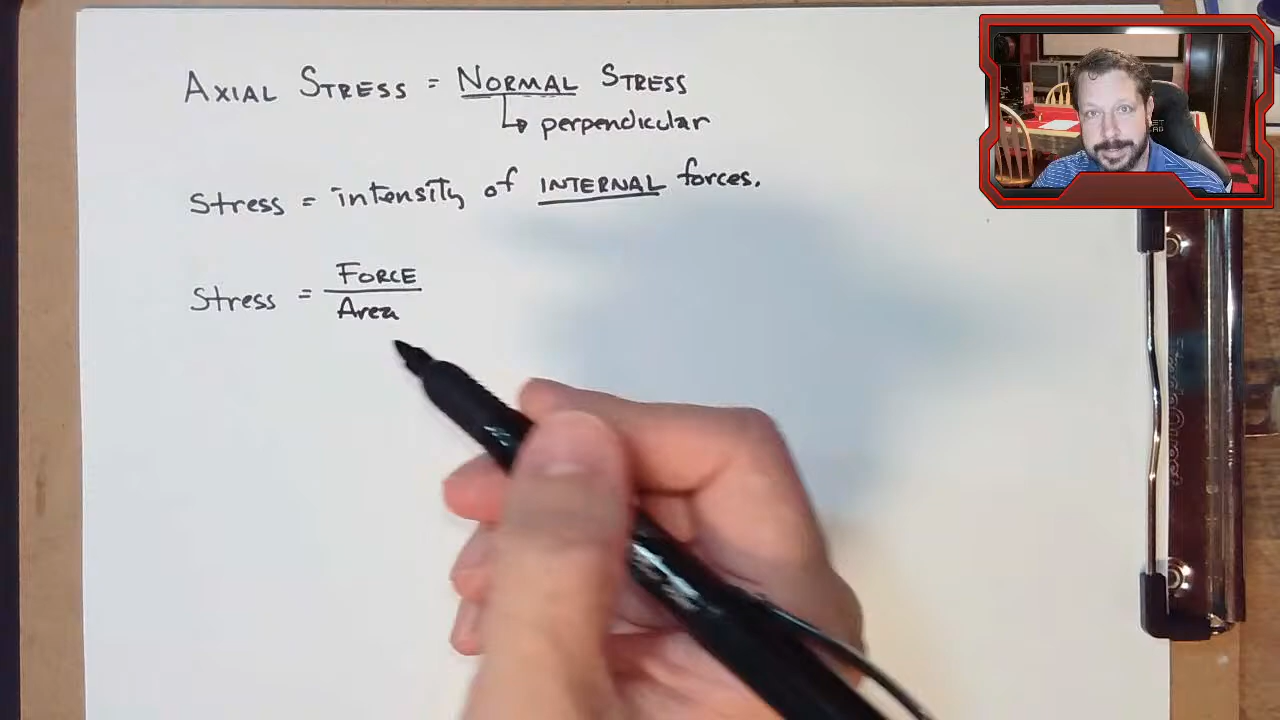 AXIAL STRESS = NORMAL STRESS
↳ perpendicular
Stress = intensity of INTERNAL forces.
Stress = FORCE
Area